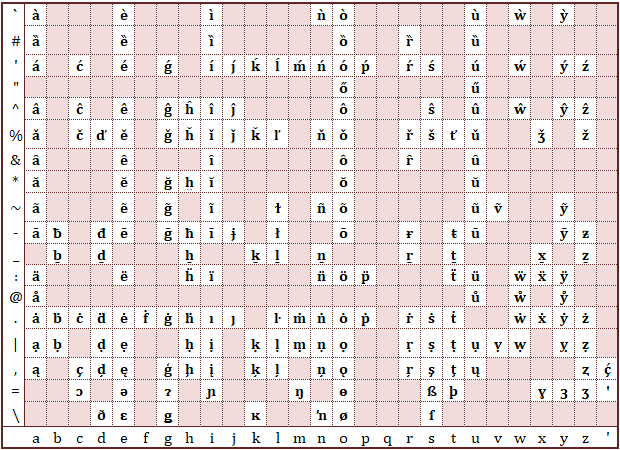 ` à è ì ǹ ò ù ẁ ỳ
# ȁ ȅ ȉ ȍ ȑ ȕ
' á ć é ǵ í j́ ḱ ĺ ḿ ń ó ṕ ŕ ś ú ẃ ý ź
" ő ű
^ â ĉ ê ĝ ĥ î ĵ ô ŝ û ŵ ŷ ẑ
% ǎ č ď ě ǧ ȟ ǐ ǰ ǩ ľ ň ǒ ř š ť ǔ ǯ ž
& ȃ ȇ ȋ ȏ ȓ ȗ
* ă ĕ ğ ḫ ĭ ŏ ŭ
~ ã ẽ g̃ ĩ ɫ ñ õ ũ ṽ ỹ
- ā ƀ đ ē ḡ ħ ī ɉ ł ō ɍ ŧ ū ȳ ƶ
_ ḇ ḏ ẖ ḵ ḻ ṉ ṟ ṯ x̱ ẕ
: ä ë ḧ ï n̈ ö p̈ ẗ ü ẅ ẍ ÿ
@ å ů ẘ ẙ
. ȧ ḃ ċ ḋ ė ḟ ġ ḣ ı ȷ ŀ ṁ ṅ ȯ ṗ ṙ ṡ ṫ ẇ ẋ ẏ ż
| ạ ḅ ḍ ẹ ḥ ị ḳ ḷ ṃ ṇ ọ ṛ ṣ ṭ ụ ṿ ẉ ỵ ẓ
, ą ç ḑ ę ģ ḩ į ķ ļ ņ ǫ ŗ ş ţ ų ȥ ḉ
= ɔ ə ɂ ɲ ŋ ɵ ß þ ɣ ȝ ʒ '
\ ð ɛ ɡ ĸ ŉ ø ſ
a b c d e f g h i j k l m n o p q r s t u v w x y z '